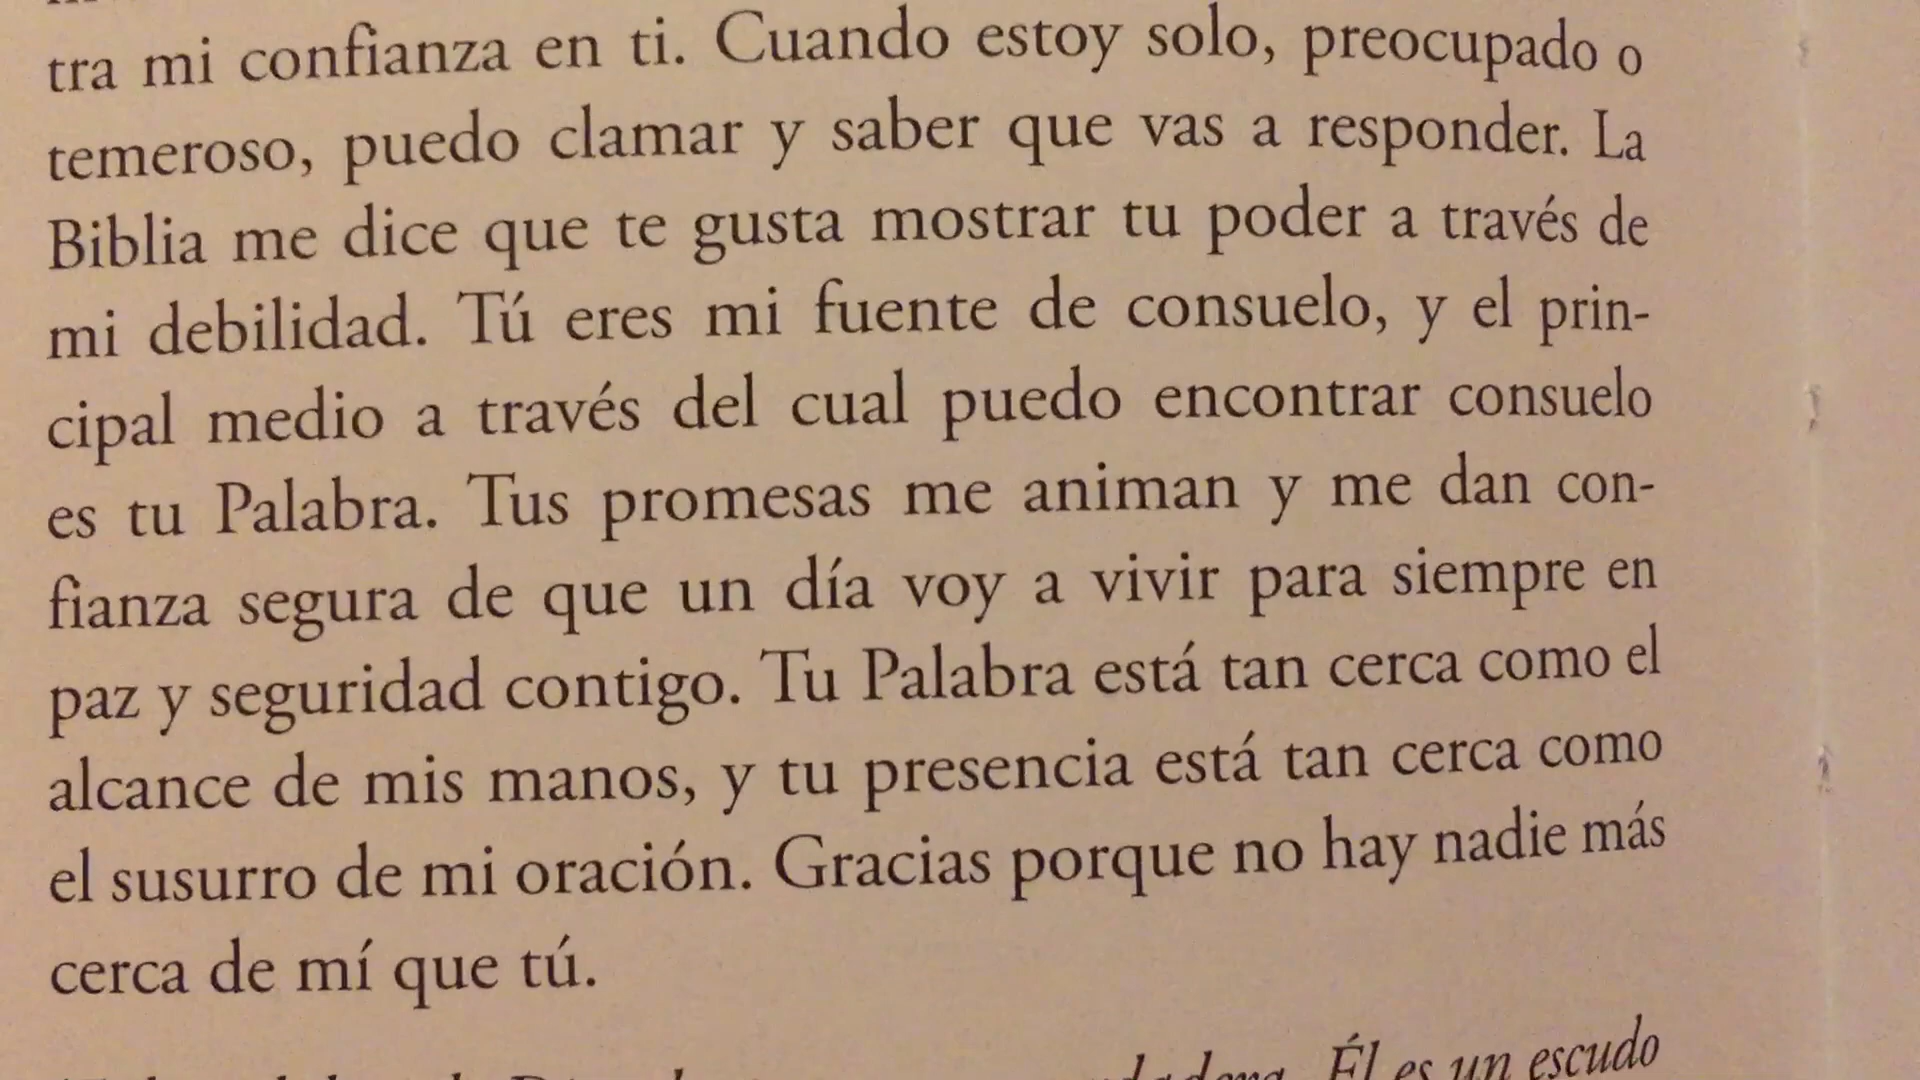 tra mi confianza en ti. Cuando estoy solo, preocupado o
temeroso, puedo clamar y saber que vas a responder. La
Biblia me dice que te gusta mostrar tu poder a través de
mi debilidad. Tú eres mi fuente de consuelo, y el prin-
cipal medio a través del cual puedo encontrar consuelo
es tu Palabra. Tus promesas me animan y me dan con-
fianza segura de que un día voy a vivir para siempre en
paz y seguridad contigo. Tu Palabra está tan cerca como el
alcance de mis manos, y tu presencia está tan cerca como
el susurro de mi oración. Gracias porque no hay nadie más
cerca de mí que tú.
Él es un escudo